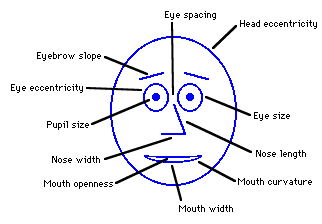 Eye spacing
Head eccentricity
Eyebrow slope
Eye eccentricity
Pupil size
Eye size
Nose width
Nose length
Mouth openness
Mouth curvature
Mouth width